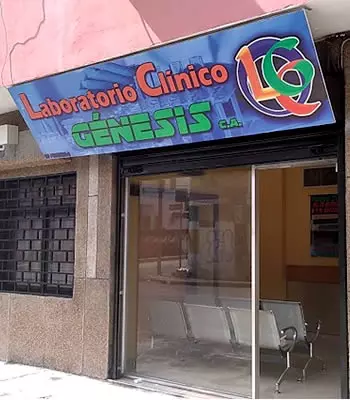 Laboratorio Clínico
GÉNESIS C.A.
LCG